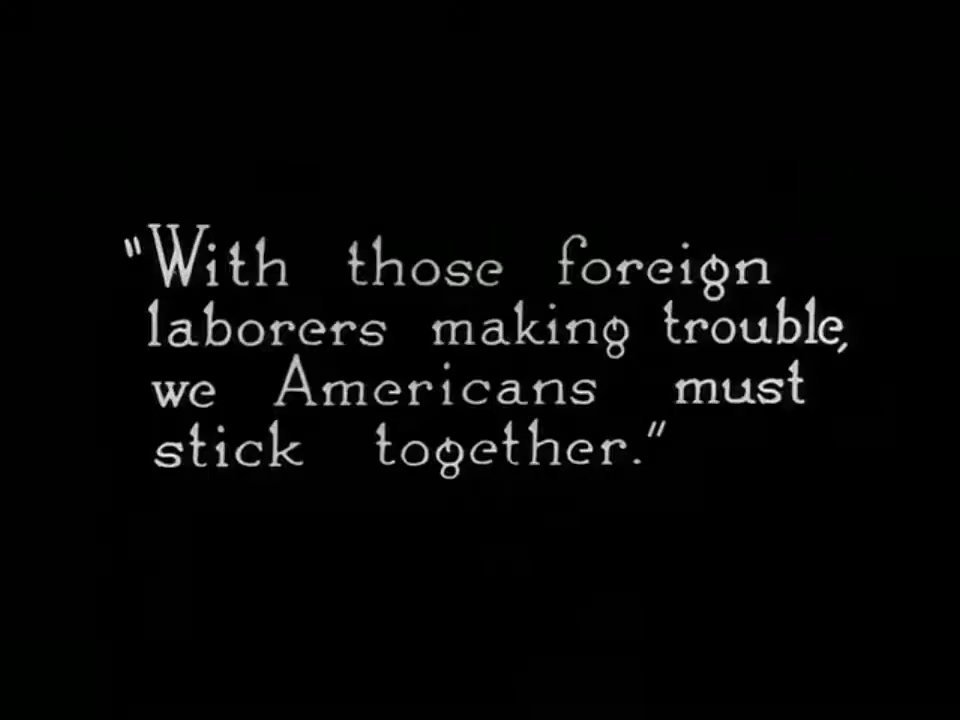 "With those foreign
laborers making trouble,
we Americans must
stick together."